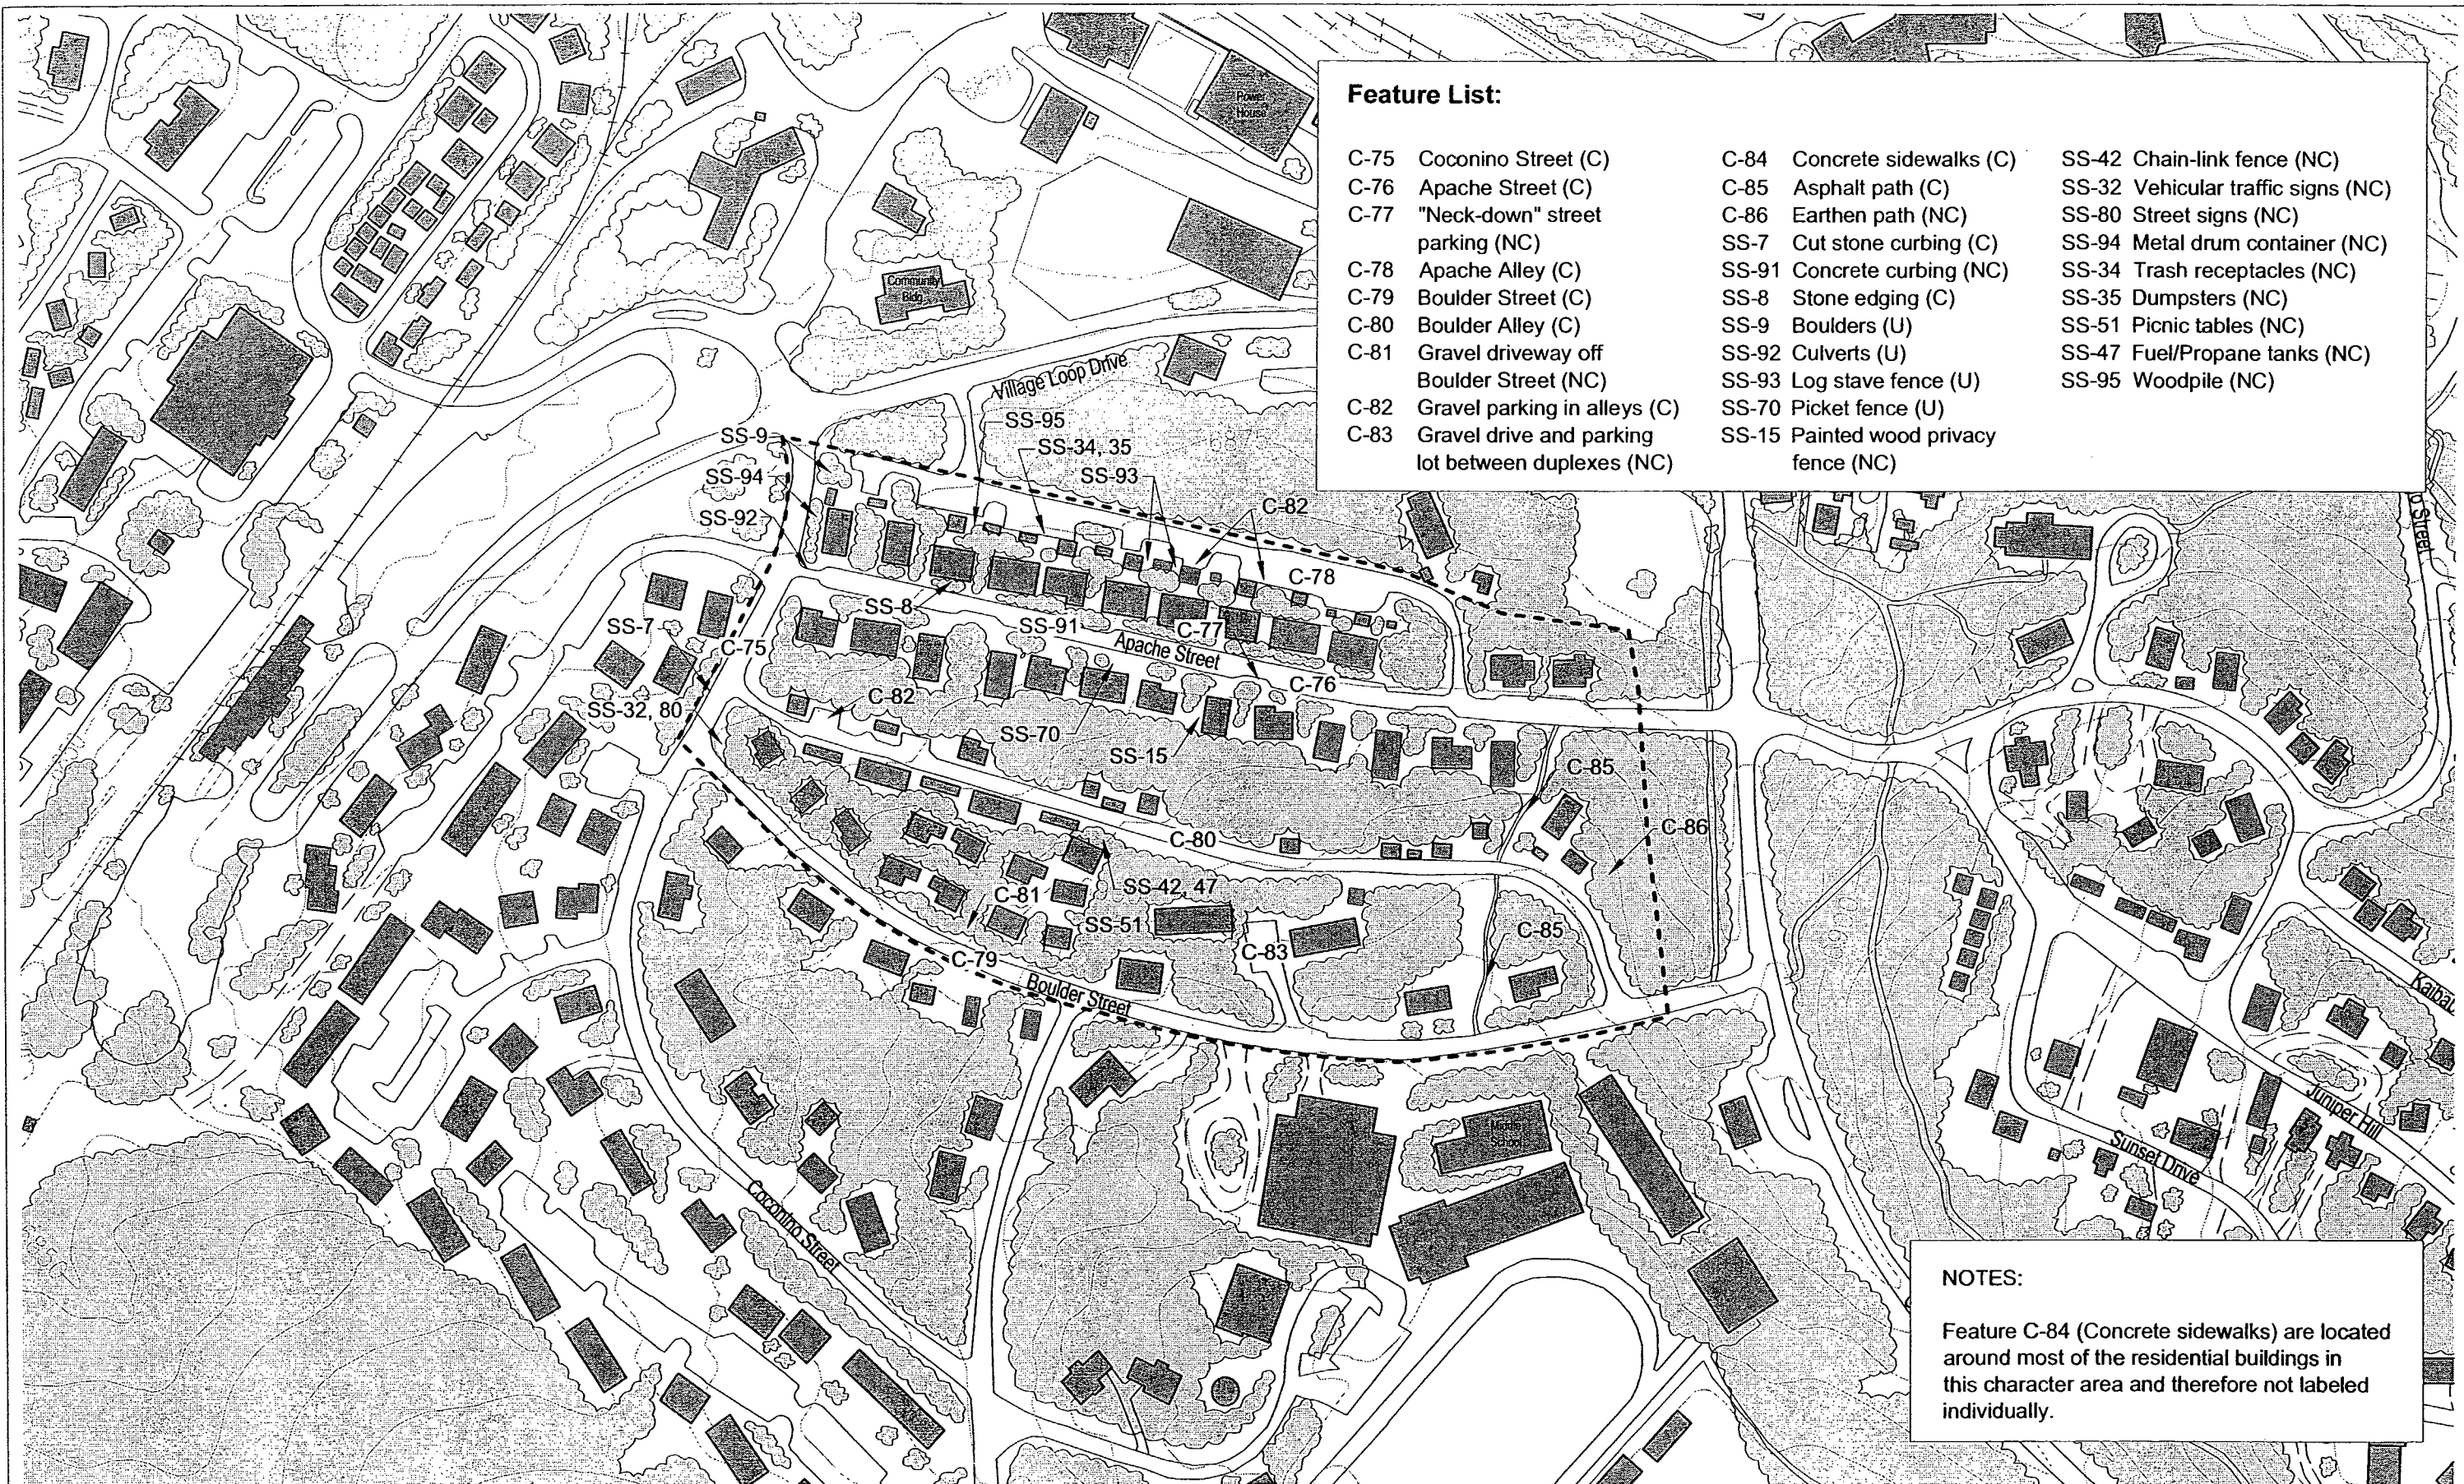 Power
House
Feature List:
C-75 Coconino Street (C)
C-76 Apache Street (C)
C-77 "Neck-down" street
parking (NC)
C-78 Apache Alley (C)
C-79 Boulder Street (C)
C-80 Boulder Alley (C)
C-81 Gravel driveway off
Boulder Street (NC)
C-82 Gravel parking in alleys (C)
C-83 Gravel drive and parking
lot between duplexes (NC)
C-84 Concrete sidewalks (C)
C-85 Asphalt path (C)
C-86 Earthen path (NC)
SS-7 Cut stone curbing (C)
SS-91 Concrete curbing (NC)
SS-8 Stone edging (C)
SS-9 Boulders (U)
SS-92 Culverts (U)
SS-93 Log stave fence (U)
SS-70 Picket fence (U)
SS-15 Painted wood privacy
fence (NC)
SS-42 Chain-link fence (NC)
SS-32 Vehicular traffic signs (NC)
SS-80 Street signs (NC)
SS-94 Metal drum container (NC)
SS-34 Trash receptacles (NC)
SS-35 Dumpsters (NC)
SS-51 Picnic tables (NC)
SS-47 Fuel/Propane tanks (NC)
SS-95 Woodpile (NC)
Community
Bldg.
Village Loop Drive
SS-95
SS-9
SS-34, 35
SS-94
SS-93
SS-92
C-82
C-78
SS-8
SS-7
SS-91
C-77
C-75
Apache Street
C-76
C-82
SS-32, 80
SS-70
SS-15
C-85
C-80
C-86
SS-42, 47
C-81
SS-51
C-85
C-83
C-79
Boulder Street
Street
Kaibab
Juniper Hill
Sunset Drive
Middle
School
Coconino Street
NOTES:
Feature C-84 (Concrete sidewalks) are located
around most of the residential buildings in
this character area and therefore not labeled
individually.